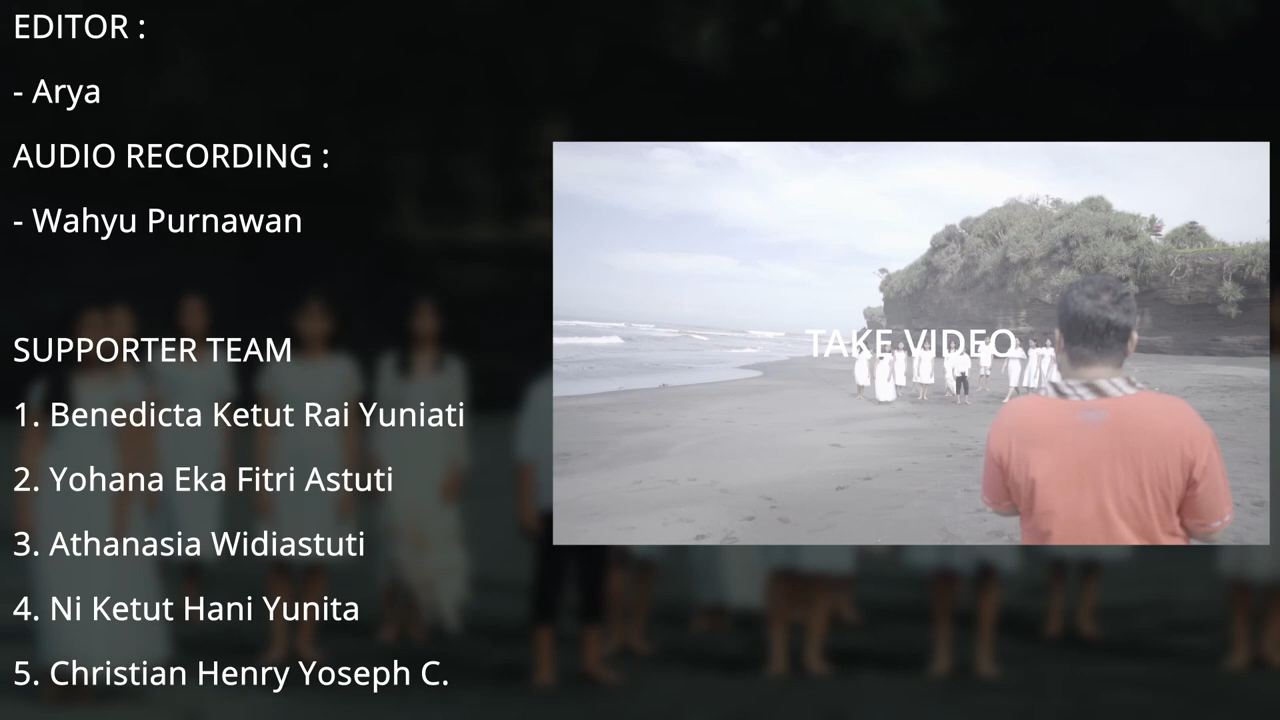 EDITOR :
- Arya
AUDIO RECORDING :
- Wahyu Purnawan
SUPPORTER TEAM
1. Benedicta Ketut Rai Yuniati
2. Yohana Eka Fitri Astuti
3. Athanasia Widiastuti
4. Ni Ketut Hani Yunita
5. Christian Henry Yoseph C.
TAKE VIDEO